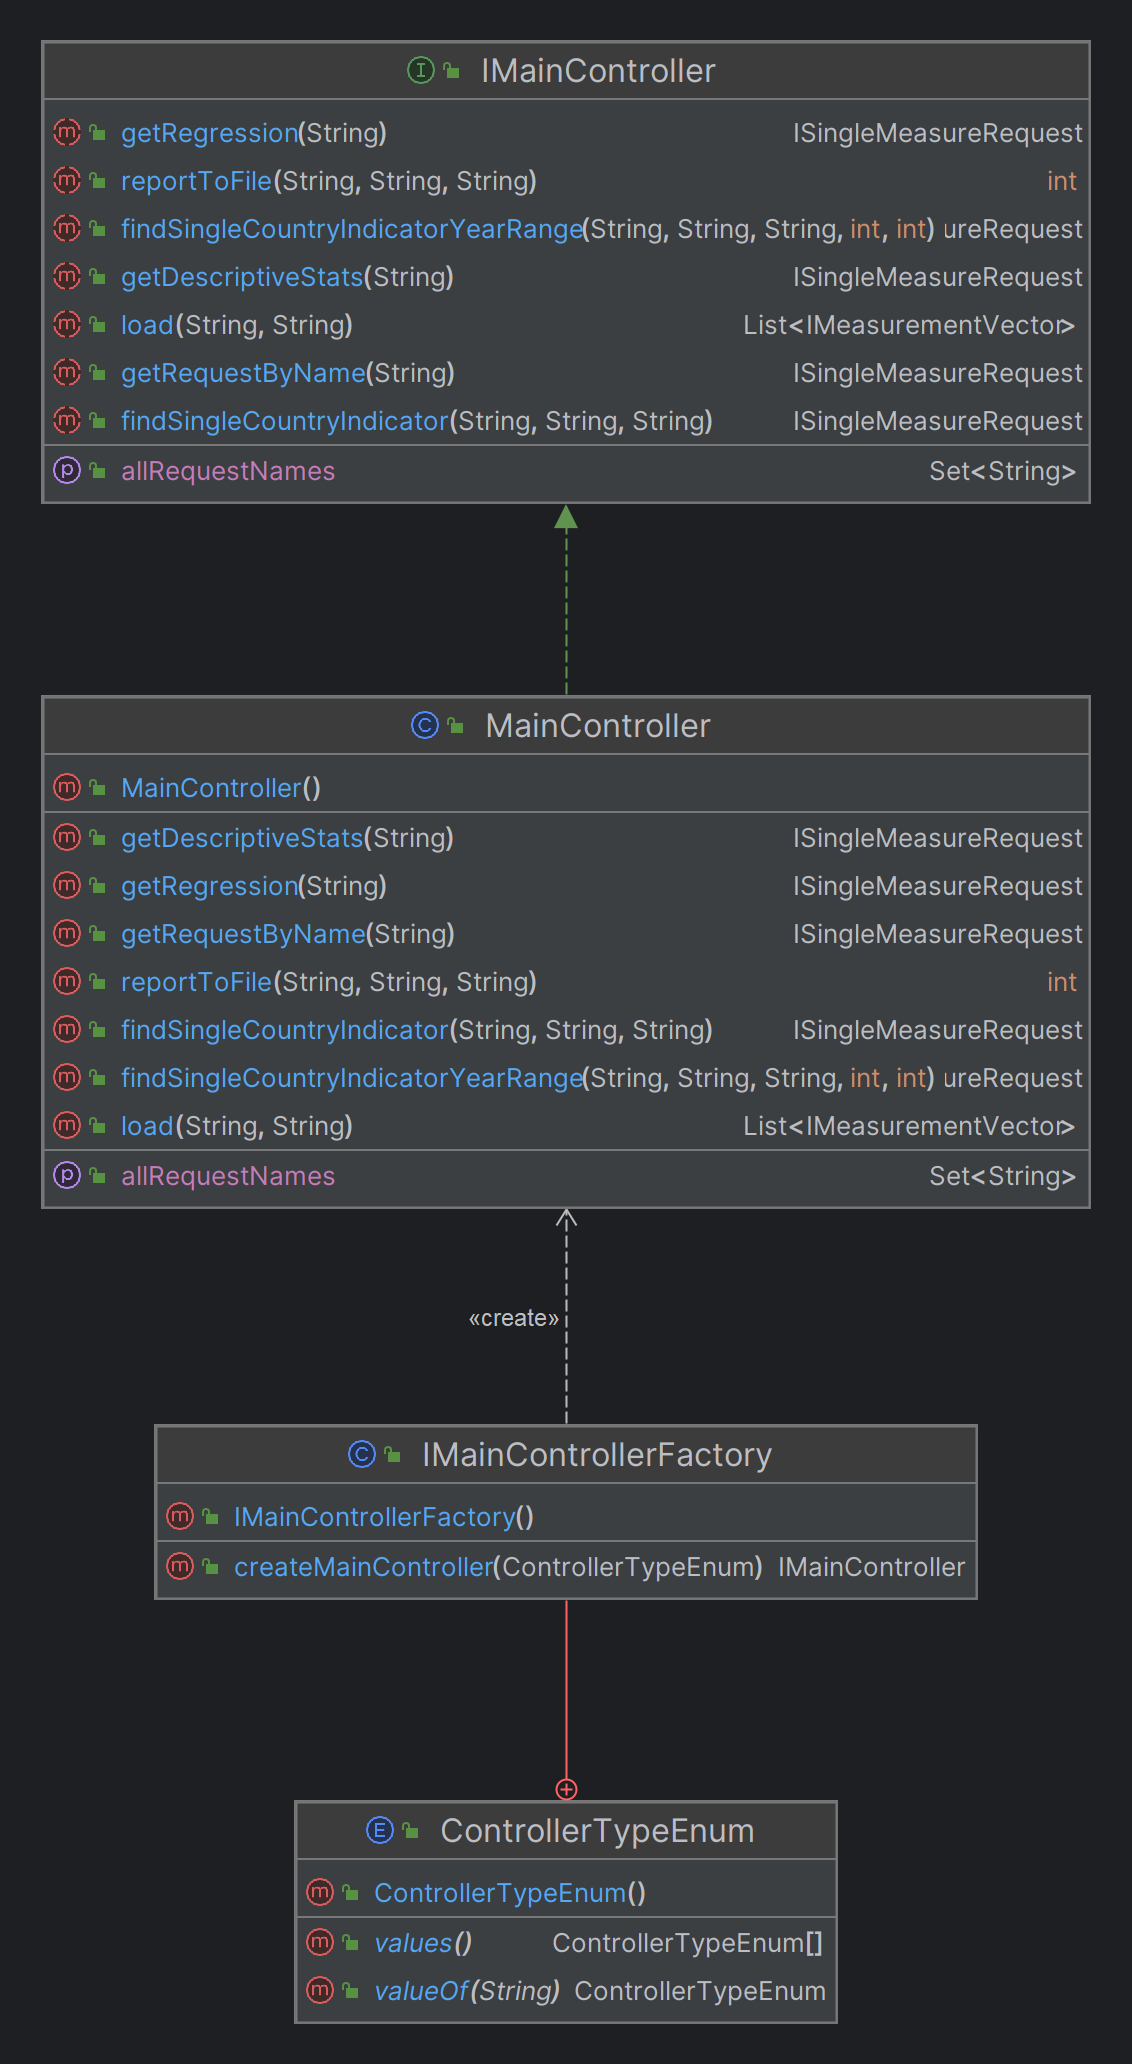 IMainController
getRegression(String) ISingleMeasureRequest
reportToFile(String, String, String) int
findSingleCountryIndicatorYearRange(String, String, String, int, int) ureRequest
getDescriptiveStats(String) ISingleMeasureRequest
load(String, String) List<IMeasurementVector>
getRequestByName(String) ISingleMeasureRequest
findSingleCountryIndicator(String, String, String) ISingleMeasureRequest
allRequestNames Set<String>
MainController
MainController()
getDescriptiveStats(String) ISingleMeasureRequest
getRegression(String) ISingleMeasureRequest
getRequestByName(String) ISingleMeasureRequest
reportToFile(String, String, String) int
findSingleCountryIndicator(String, String, String) ISingleMeasureRequest
findSingleCountryIndicatorYearRange(String, String, String, int, int) ureRequest
load(String, String) List<IMeasurementVector>
allRequestNames Set<String>
«create»
IMainControllerFactory
IMainControllerFactory()
createMainController(ControllerTypeEnum) IMainController
ControllerTypeEnum
ControllerTypeEnum()
values() ControllerTypeEnum[]
valueOf(String) ControllerTypeEnum